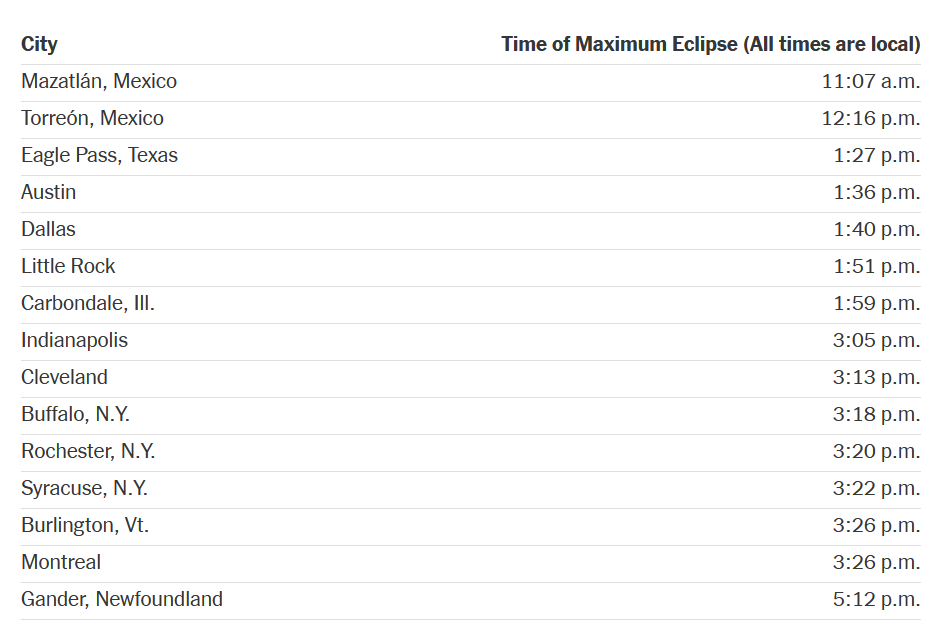 City Time of Maximum Eclipse (All times are local)
Mazatlán, Mexico 11:07 a.m.
Torreón, Mexico 12:16 p.m.
Eagle Pass, Texas 1:27 p.m.
Austin 1:36 p.m.
Dallas 1:40 p.m.
Little Rock 1:51 p.m.
Carbondale, Ill. 1:59 p.m.
Indianapolis 3:05 p.m.
Cleveland 3:13 p.m.
Buffalo, N.Y. 3:18 p.m.
Rochester, N.Y. 3:20 p.m.
Syracuse, N.Y. 3:22 p.m.
Burlington, Vt. 3:26 p.m.
Montreal 3:26 p.m.
Gander, Newfoundland 5:12 p.m.